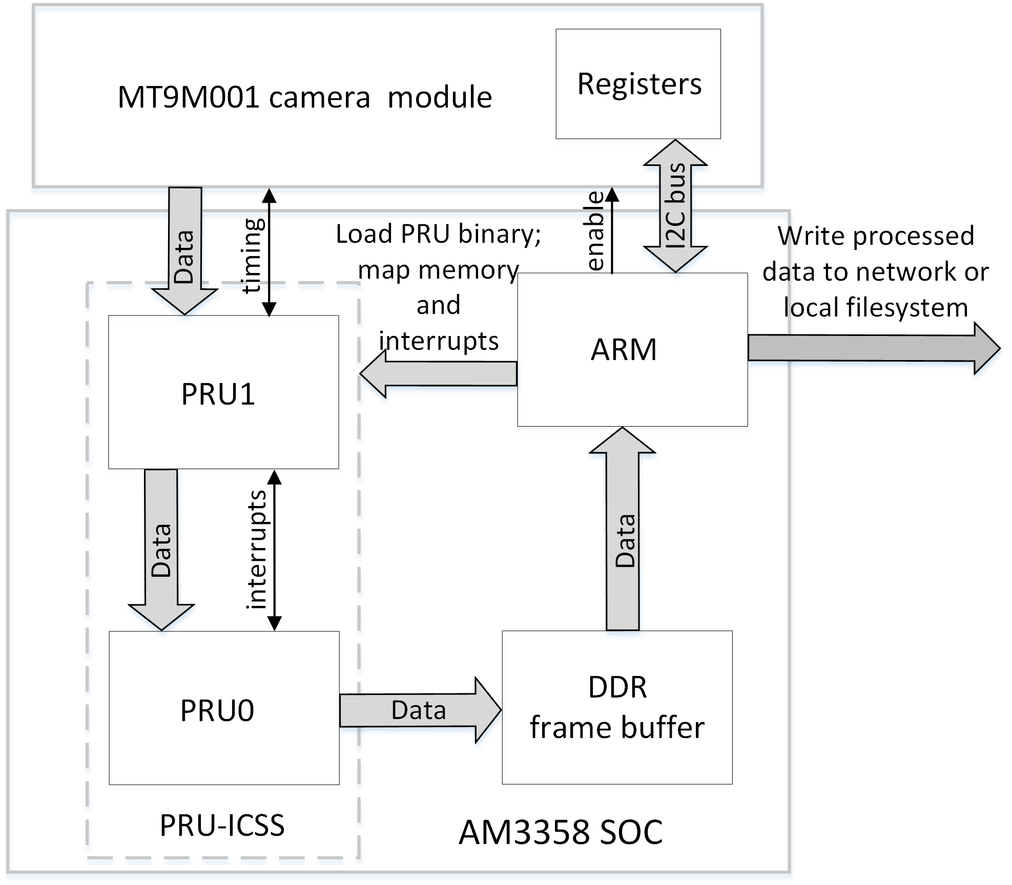 MT9M001 camera module
Registers
Data
timing
enable
I2C bus
Load PRU binary;
map memory
and
interrupts
Write processed
data to network or
local filesystem
PRU1
ARM
Data
interrupts
Data
PRU0
Data
DDR
frame buffer
PRU-ICSS
AM3358 SOC